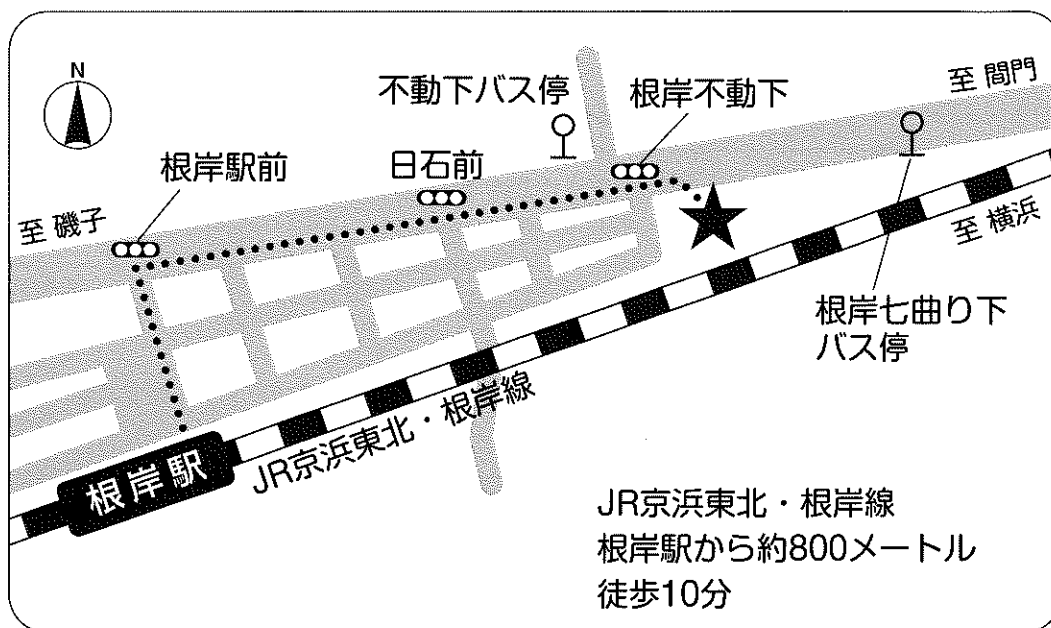 N
不動下バス停
根岸不動下
至 間門
根岸駅前
日石前
至 磯子
至 横浜
根岸七曲り下
バス停
根岸駅
JR京浜東北・根岸線
JR京浜東北・根岸線
根岸駅から約800メートル
徒歩10分